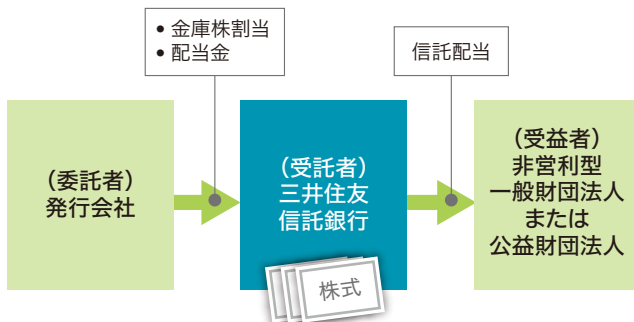 • 金庫株割当
• 配当金
信託配当
（委託者）
発行会社
（受託者）
三井住友
信託銀行
株式
（受益者）
非営利型
一般財団法人
または
公益財団法人